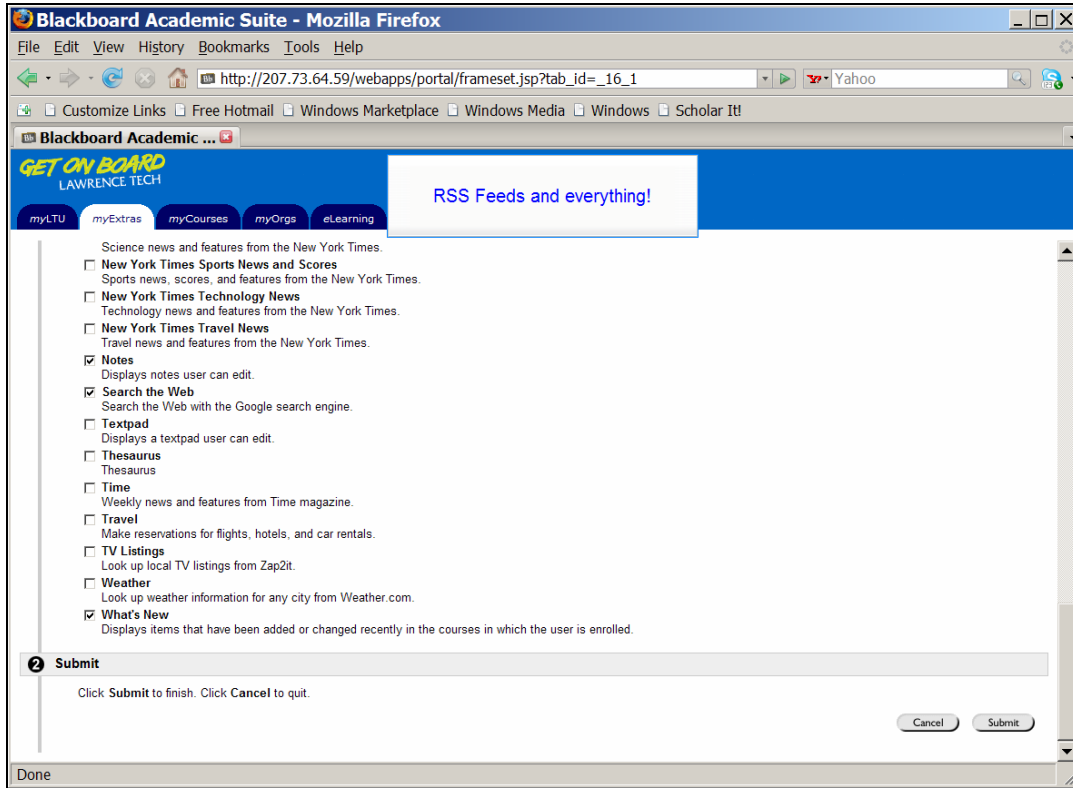 Blackboard Academic Suite - Mozilla Firefox
File Edit View History Bookmarks Tools Help
http://207.73.64.59/webapps/portal/frameset.jsp?tab_id=_16_1 Yahoo
Customize Links Free Hotmail Windows Marketplace Windows Media Windows Scholar It!
Bb Blackboard Academic ...
GET ON BOARD
LAWRENCE TECH
RSS Feeds and everything!
myLTU myExtras myCourses myOrgs eLearning
Science news and features from the New York Times.
New York Times Sports News and Scores
Sports news, scores, and features from the New York Times.
New York Times Technology News
Technology news and features from the New York Times.
New York Times Travel News
Travel news and features from the New York Times.
Notes
Displays notes user can edit.
Search the Web
Search the Web with the Google search engine.
Textpad
Displays a textpad user can edit.
Thesaurus
Thesaurus
Time
Weekly news and features from Time magazine.
Travel
Make reservations for flights, hotels, and car rentals.
TV Listings
Look up local TV listings from Zap2it.
Weather
Look up weather information for any city from Weather.com.
What's New
Displays items that have been added or changed recently in the courses in which the user is enrolled.
2 Submit
Click Submit to finish. Click Cancel to quit.
Cancel Submit
Done